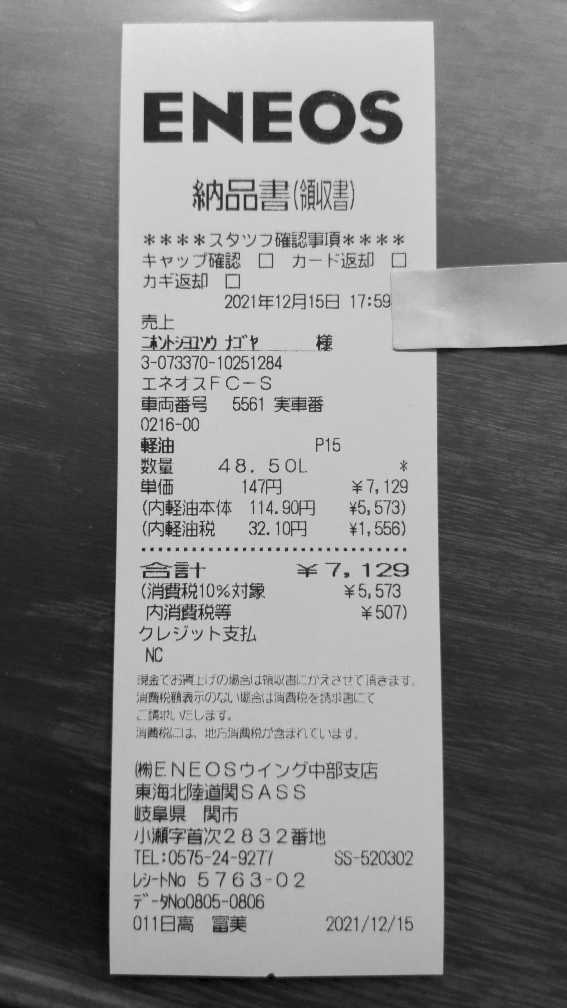 ENEOS
納品書(領収書)
****スタッフ確認事項****
キャップ確認 □ カード返却 □
カギ返却 □
2021年12月15日 17:59
売上
ﾆﾎﾝﾄｼﾖﾕｿｳ ﾅｺﾞﾔ 様
3-073370-10251284
エネオスFC-S
車両番号 5561 実車番
0216-00
軽油 P15
数量 48.50L *
単価 147円 ¥7,129
(内軽油本体 114.90円 ¥5,573)
(内軽油税 32.10円 ¥1,556)
合計 ¥7,129
(消費税10%対象 ¥5,573
内消費税等 ¥507)
クレジット支払
NC
現金でお買上げの場合は領収書にかえさせて頂きます。
消費税額表示のない場合は消費税を請求書にて
ご請求いたします。
消費税には、地方消費税が含まれています。
㈱ENEOSウイング中部支店
東海北陸道関SASS
岐阜県 関市
小瀬字首次2832番地
TEL:0575-24-9277 SS-520302
ﾚｼｰﾄNo 5763-02
ﾃﾞｰﾀNo0805-0806
011日高 富美 2021/12/15